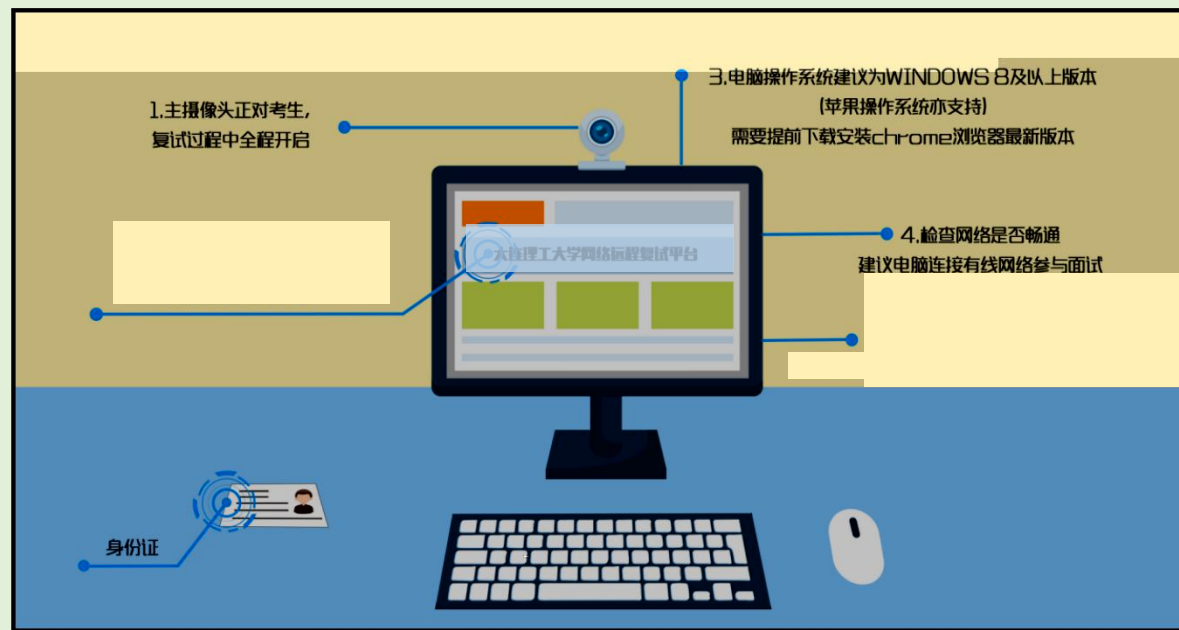 1.主摄像头正对考生,
复试过程中全程开启
3.电脑操作系统建议为WINDOWS 8及以上版本
(苹果操作系统亦支持)
需要提前下载安装chrome浏览器最新版本
大连理工大学网络远程复试平台
4.检查网络是否畅通
建议电脑连接有线网络参与面试
身份证